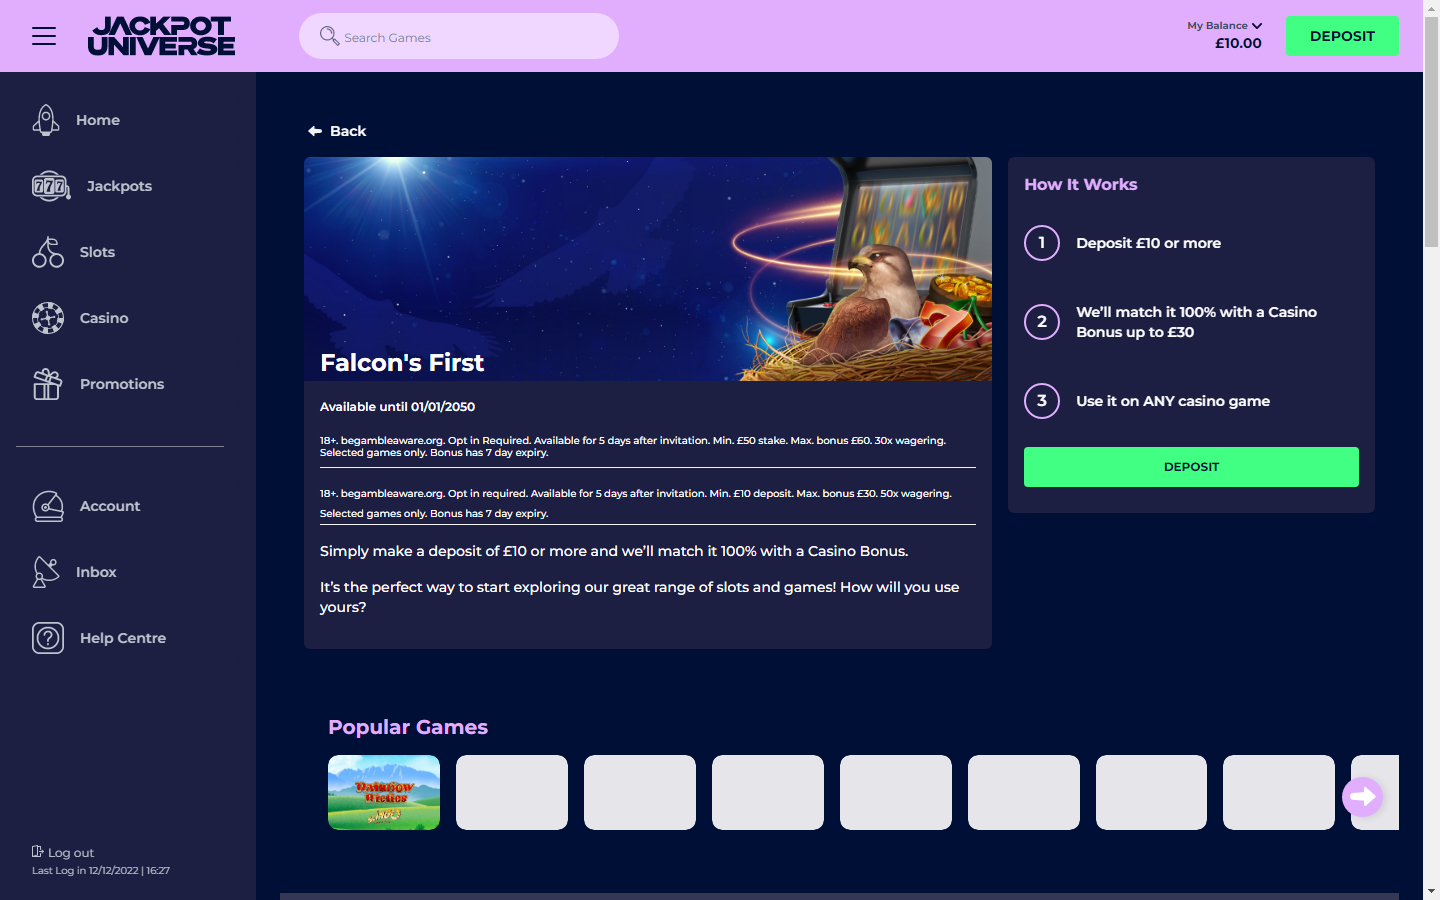 JACKPOT
UNIVERSE
Search Games
My Balance
£10.00
DEPOSIT
Home
Jackpots
Slots
Casino
Promotions
Account
Inbox
Help Centre
Log out
Last Log in 12/12/2022 | 16:27
Back
Falcon's First
Available until 01/01/2050
18+. begambleaware.org. Opt in Required. Available for 5 days after invitation. Min. £50 stake. Max. bonus £60. 30x wagering.
Selected games only. Bonus has 7 day expiry.
18+. begambleaware.org. Opt in required. Available for 5 days after invitation. Min. £10 deposit. Max. bonus £30. 50x wagering.
Selected games only. Bonus has 7 day expiry.
Simply make a deposit of £10 or more and we’ll match it 100% with a Casino Bonus.
It’s the perfect way to start exploring our great range of slots and games! How will you use
yours?
How It Works
1
Deposit £10 or more
2
We’ll match it 100% with a Casino
Bonus up to £30
3
Use it on ANY casino game
DEPOSIT
Popular Games
Rainbow
Riches